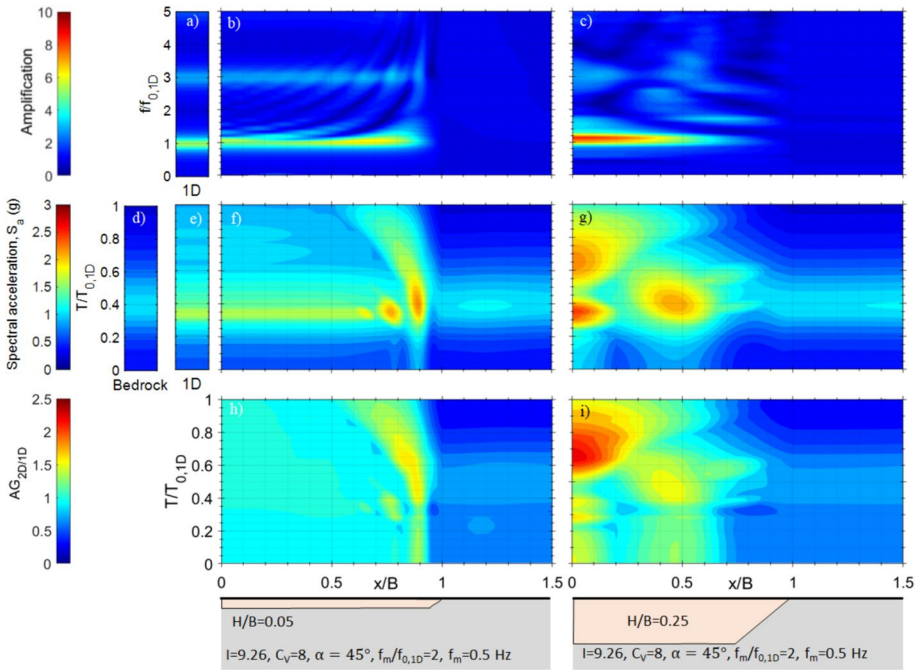 a)
b)
c)
Amplification
10
8
6
4
2
0
f/f0,1D
5
4
3
2
1
0
1D
Spectral acceleration, Sa (g)
3
2.5
2
1.5
1
0.5
0
T/T0,1D
1
0.8
0.6
0.4
0.2
0
d)
e)
f)
g)
Bedrock
1D
AG2D/1D
2.5
2
1.5
1
0.5
0
T/T0,1D
1
0.8
0.6
0.4
0.2
0
h)
i)
0 0.5 1 1.5
x/B
0 0.5 1 1.5
x/B
H/B=0.05
I=9.26, CV=8, α = 45°, fm/f0,1D=2, fm=0.5 Hz
H/B=0.25
I=9.26, CV=8, α = 45°, fm/f0,1D=2, fm=0.5 Hz